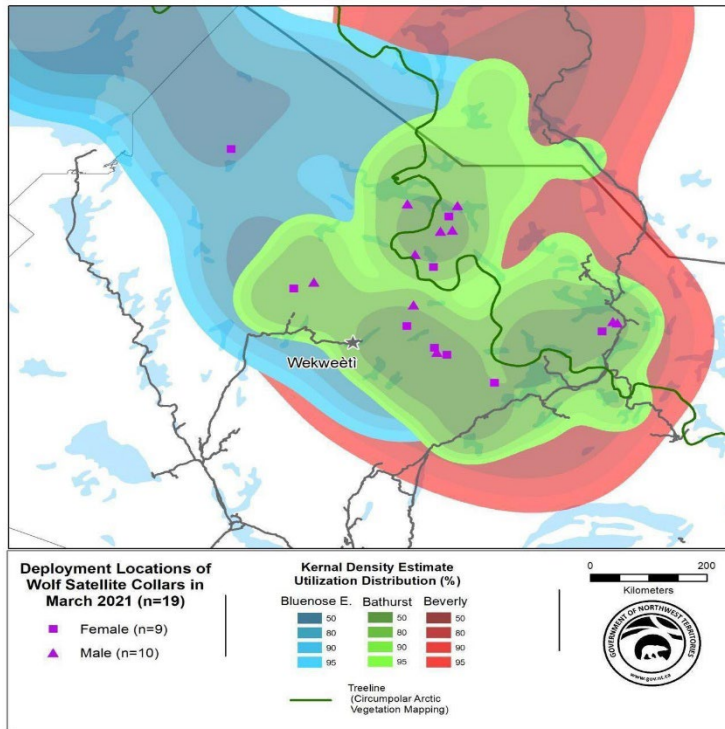 Wekweètì
Deployment Locations of
Wolf Satellite Collars in
March 2021 (n=19)
Female (n=9)
Male (n=10)
Kernal Density Estimate
Utilization Distribution (%)
Bluenose E. Bathurst Beverly
50 50 50
80 80 80
90 90 90
95 95 95
Treeline
(Circumpolar Arctic
Vegetation Mapping)
0 200
Kilometers
GOVERNMENT OF NORTHWEST TERRITORIES
www.gov.nt.ca